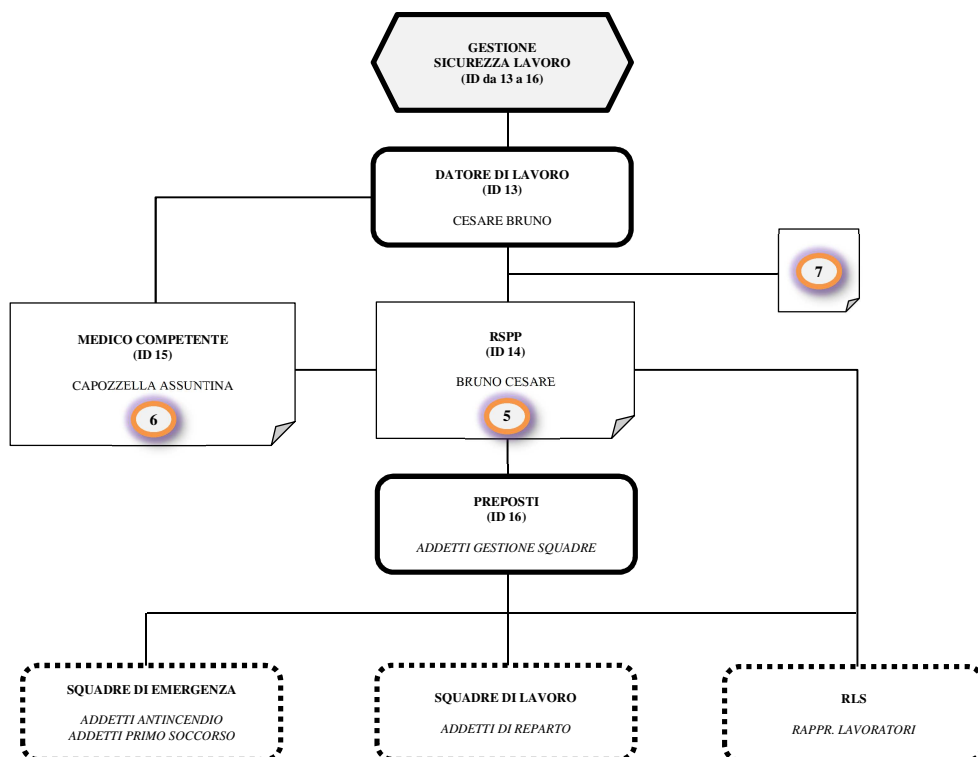 GESTIONE
SICUREZZA LAVORO
(ID da 13 a 16)
DATORE DI LAVORO
(ID 13)
CESARE BRUNO
7
MEDICO COMPETENTE
(ID 15)
CAPOZZELLA ASSUNTINA
6
RSPP
(ID 14)
BRUNO CESARE
5
PREPOSTI
(ID 16)
ADDETTI GESTIONE SQUADRE
SQUADRE DI EMERGENZA
ADDETTI ANTINCENDIO
ADDETTI PRIMO SOCCORSO
SQUADRE DI LAVORO
ADDETTI DI REPARTO
RLS
RAPPR. LAVORATORI